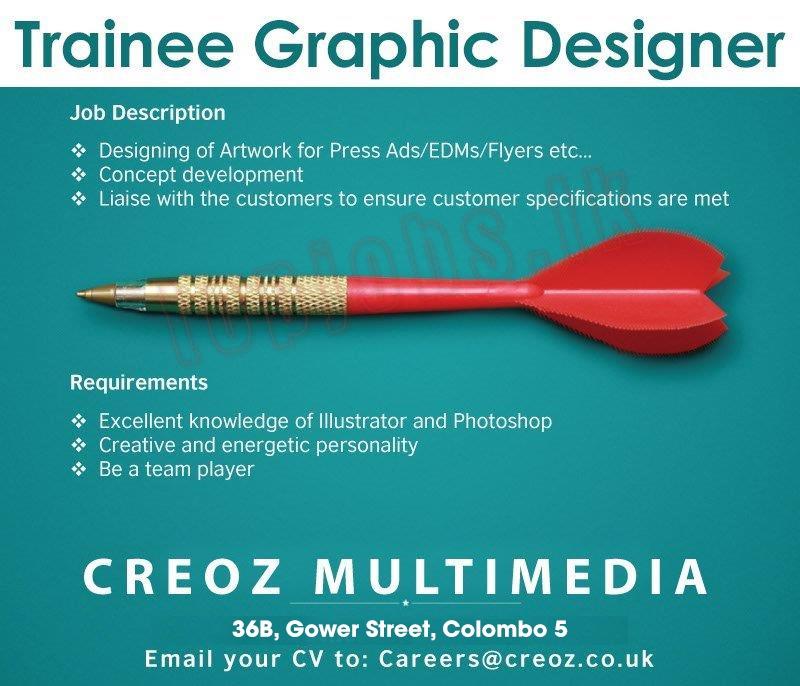 Trainee Graphic Designer
Job Description
❖ Designing of Artwork for Press Ads/EDMs/Flyers etc...
❖ Concept development
❖ Liaise with the customers to ensure customer specifications are met
topjobs.lk
Requirements
❖ Excellent knowledge of Illustrator and Photoshop
❖ Creative and energetic personality
❖ Be a team player
CREOZ MULTIMEDIA
36B, Gower Street, Colombo 5
Email your CV to: Careers@creoz.co.uk